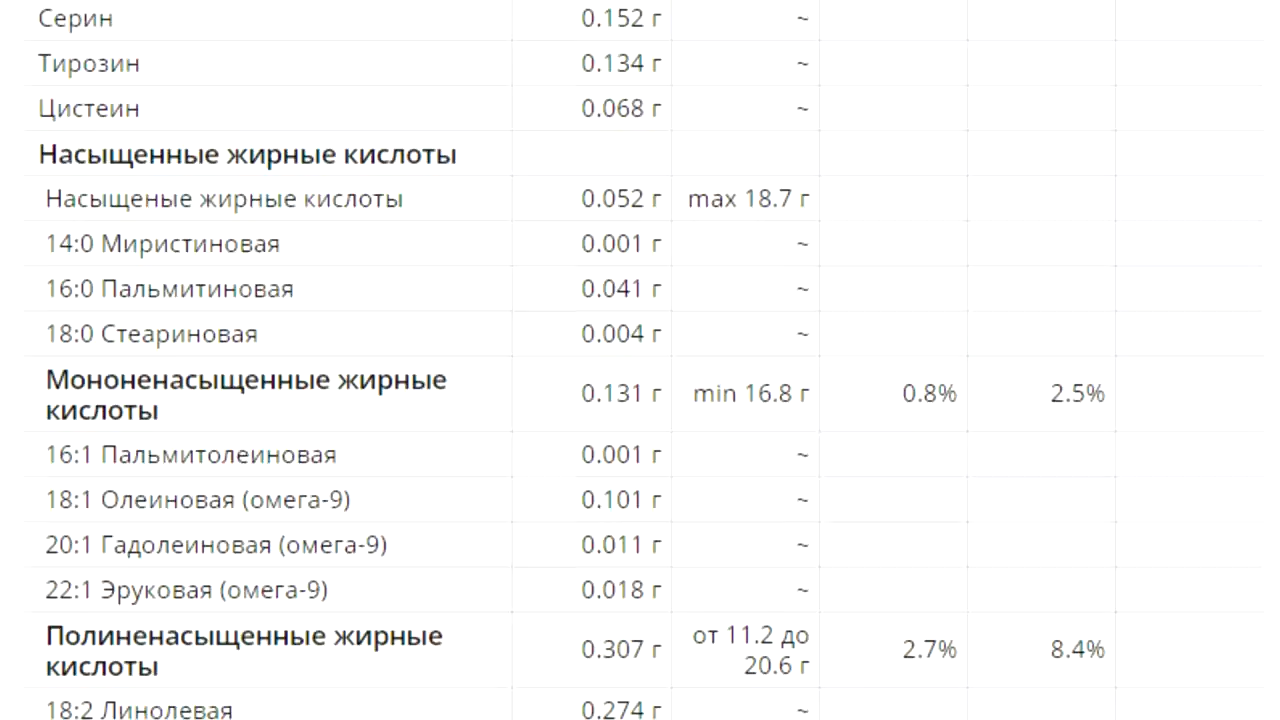 Серин 0.152 г ~
Тирозин 0.134 г ~
Цистеин 0.068 г ~
Насыщенные жирные кислоты
Насыщеные жирные кислоты 0.052 г max 18.7 г
14:0 Миристиновая 0.001 г ~
16:0 Пальмитиновая 0.041 г ~
18:0 Стеариновая 0.004 г ~
Мононенасыщенные жирные
кислоты 0.131 г min 16.8 г 0.8% 2.5%
16:1 Пальмитолеиновая 0.001 г ~
18:1 Олеиновая (омега-9) 0.101 г ~
20:1 Гадолеиновая (омега-9) 0.011 г ~
22:1 Эруковая (омега-9) 0.018 г ~
Полиненасыщенные жирные
кислоты 0.307 г от 11.2 до
20.6 г 2.7% 8.4%
18:2 Линолевая 0.274 г ~